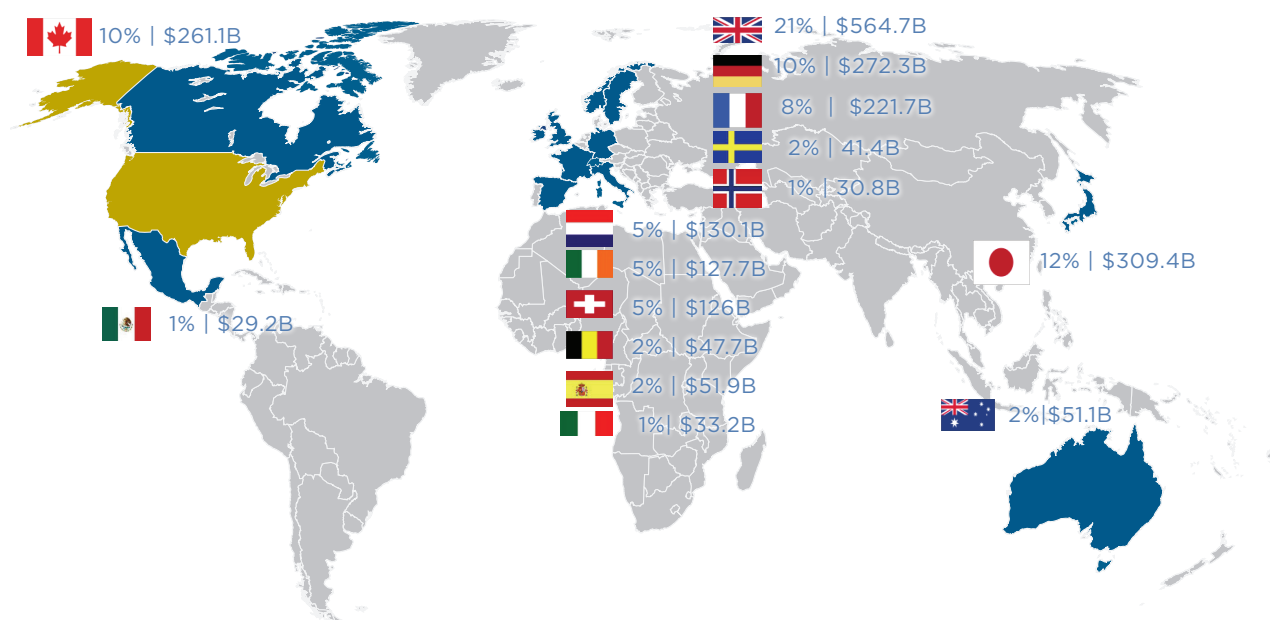 10% | $261.1B
21% | $564.7B
10% | $272.3B
8% | $221.7B
2% | 41.4B
1% | 30.8B
5% | $130.1B
5% | $127.7B
5% | $126B
2% | $47.7B
2% | $51.9B
1%| $33.2B
12% | $309.4B
1% | $29.2B
2%|$51.1B